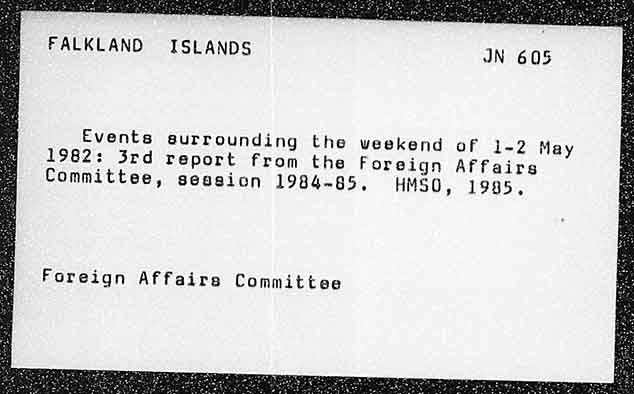 FALKLAND ISLANDS
JN 605
Events surrounding the weekend of 1-2 May
1982: 3rd report from the Foreign Affairs
Committee, session 1984-85. HMSO, 1985.
Foreign Affairs Committee